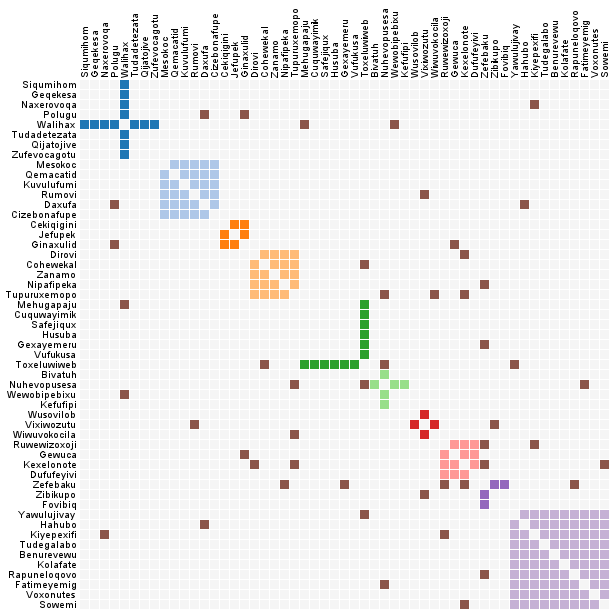 Siqumihom
Geqekesa
Naxerovoqa
Polugu
Walihax
Tudadetezata
Qijatojive
Zufevocagotu
Mesokoc
Qemacatid
Kuvulufumi
Rumovi
Daxufa
Cizebonafupe
Cekiqigini
Jefupek
Ginaxulid
Dirovi
Cohewekal
Zanamo
Nipafipeka
Tupuruxemopo
Mehugapaju
Cuquwayimik
Safejiqux
Husuba
Gexayemeru
Vufukusa
Toxeluwiweb
Bivatuh
Nuhevopusesa
Wewobipebixu
Kefufipi
Wusovilob
Vixiwozutu
Wiwuvokocila
Ruwewizoxoji
Gewuca
Kexelonote
Dufufeyivi
Zefebaku
Zibikupo
Fovibiq
Yawulujivay
Hahubo
Kiyepexifi
Tudegalabo
Benurevewu
Kolafate
Rapuneloqovo
Fatimeyemig
Voxonutes
Sowemi
Siqumihom
Geqekesa
Naxerovoqa
Polugu
Walihax
Tudadetezata
Qijatojive
Zufevocagotu
Mesokoc
Qemacatid
Kuvulufumi
Rumovi
Daxufa
Cizebonafupe
Cekiqigini
Jefupek
Ginaxulid
Dirovi
Cohewekal
Zanamo
Nipafipeka
Tupuruxemopo
Mehugapaju
Cuquwayimik
Safejiqux
Husuba
Gexayemeru
Vufukusa
Toxeluwiweb
Bivatuh
Nuhevopusesa
Wewobipebixu
Kefufipi
Wusovilob
Vixiwozutu
Wiwuvokocila
Ruwewizoxoji
Gewuca
Kexelonote
Dufufeyivi
Zefebaku
Zibikupo
Fovibiq
Yawulujivay
Hahubo
Kiyepexifi
Tudegalabo
Benurevewu
Kolafate
Rapuneloqovo
Fatimeyemig
Voxonutes
Sowemi